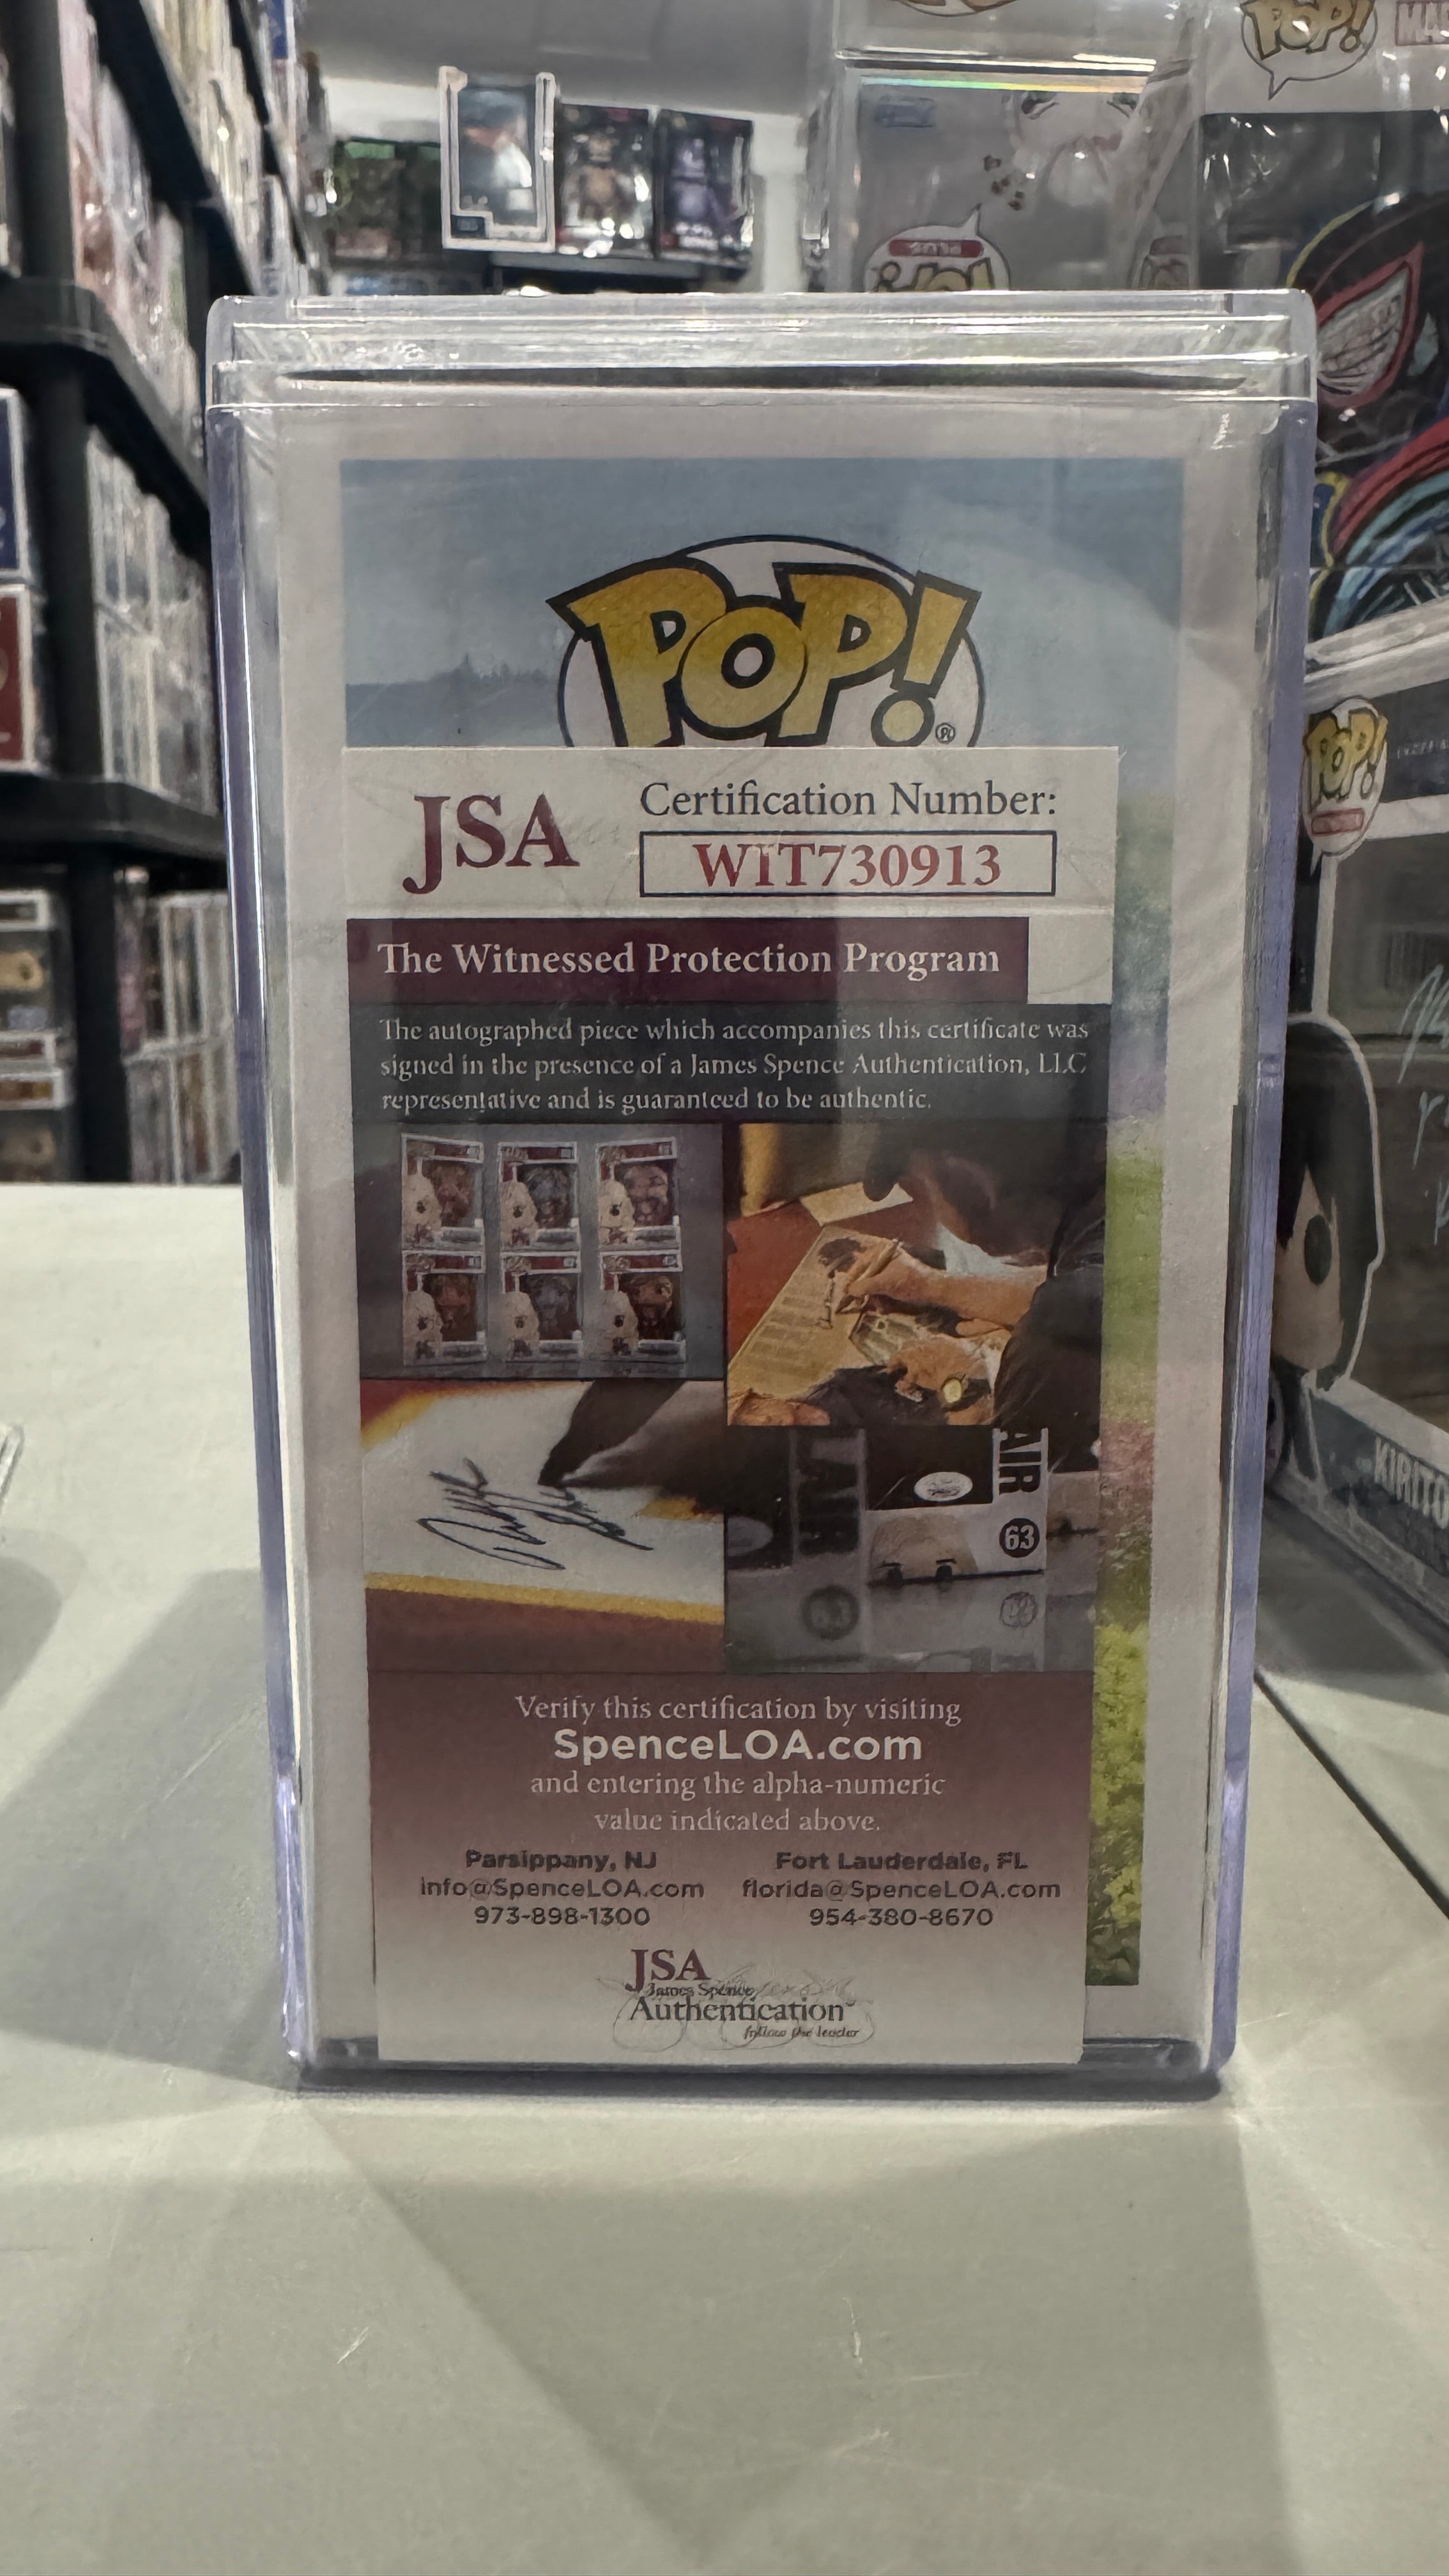 POP!
POP!®
JSA
Certification Number:
WIT730913
The Witnessed Protection Program
The autographed piece which accompanies this certificate was
signed in the presence of a James Spence Authentication, LLC
representative and is guaranteed to be authentic.
63
Verify this certification by visiting
SpenceLOA.com
and entering the alpha-numeric
value indicated above.
Parsippany, NJ
info@SpenceLOA.com
973-898-1300
Fort Lauderdale, FL
florida@SpenceLOA.com
954-380-8670
JSA
James Spence
Authentication
follow the leader
POP!
KIRITO